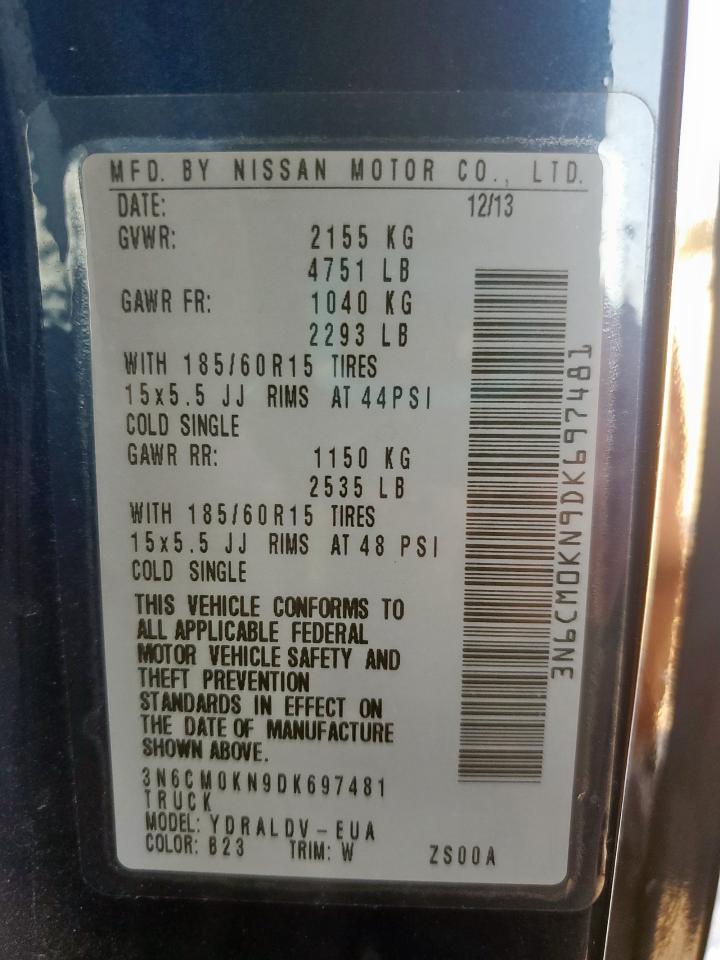 MFD. BY NISSAN MOTOR CO., LTD.
DATE: 12/13
GVWR: 2155 KG
4751 LB
GAWR FR: 1040 KG
2293 LB
WITH 185/60R15 TIRES
15x5.5 JJ RIMS AT 44PSI
COLD SINGLE
GAWR RR: 1150 KG
2535 LB
WITH 185/60R15 TIRES
15x5.5 JJ RIMS AT 48 PSI
COLD SINGLE
THIS VEHICLE CONFORMS TO
ALL APPLICABLE FEDERAL
MOTOR VEHICLE SAFETY AND
THEFT PREVENTION
STANDARDS IN EFFECT ON
THE DATE OF MANUFACTURE
SHOWN ABOVE.
3N6CM0KN9DK697481
TRUCK
MODEL: YDRALDV-EUA
COLOR: B23 TRIM: W ZS00A
3N6CM0KN9DK697481